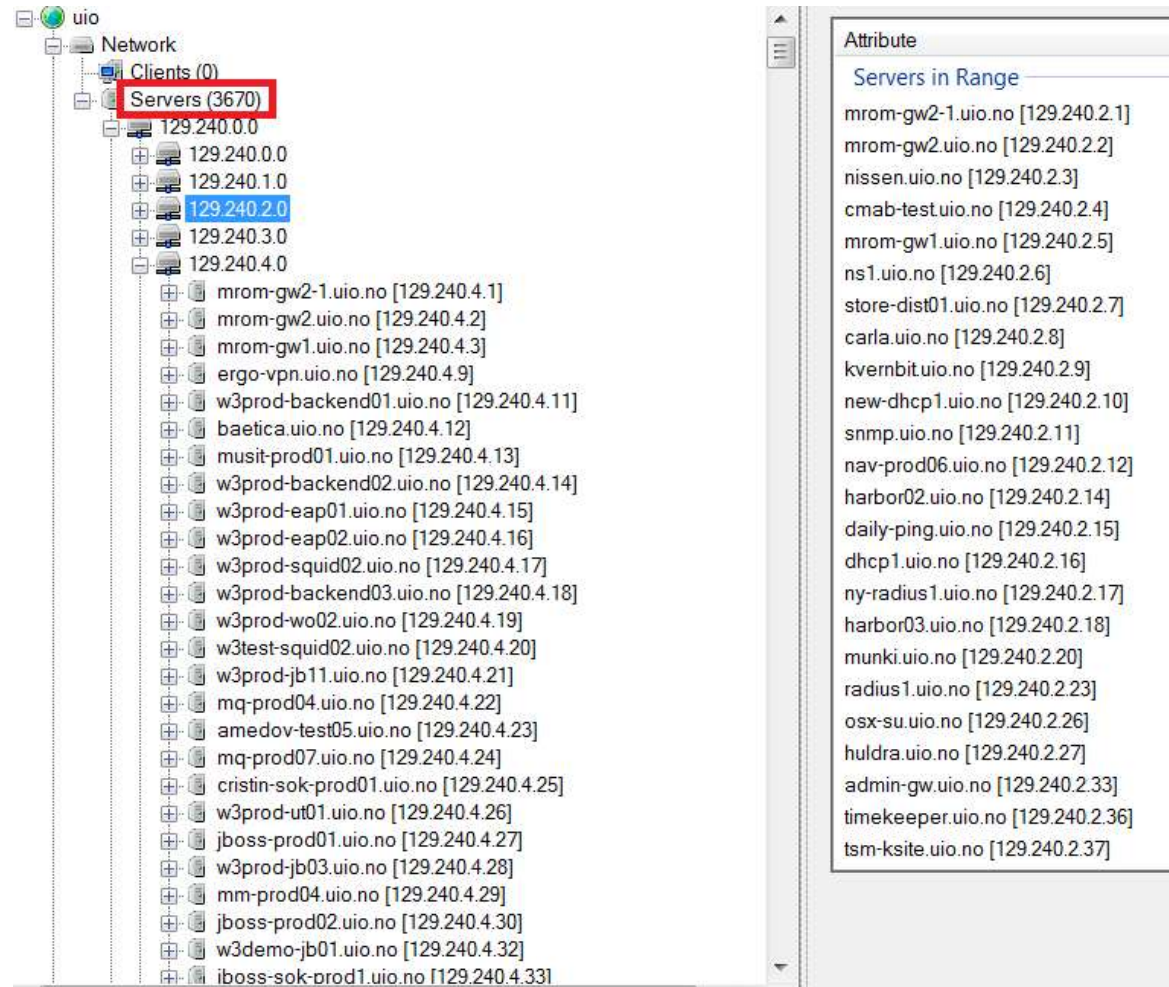 uio
Network
Clients (0)
Servers (3670)
129.240.0.0
129.240.0.0
129.240.1.0
129.240.2.0
129.240.3.0
129.240.4.0
mrom-gw2-1.uio.no [129.240.4.1]
mrom-gw2.uio.no [129.240.4.2]
mrom-gw1.uio.no [129.240.4.3]
ergo-vpn.uio.no [129.240.4.9]
w3prod-backend01.uio.no [129.240.4.11]
baetica.uio.no [129.240.4.12]
musit-prod01.uio.no [129.240.4.13]
w3prod-backend02.uio.no [129.240.4.14]
w3prod-eap01.uio.no [129.240.4.15]
w3prod-eap02.uio.no [129.240.4.16]
w3prod-squid02.uio.no [129.240.4.17]
w3prod-backend03.uio.no [129.240.4.18]
w3prod-wo02.uio.no [129.240.4.19]
w3test-squid02.uio.no [129.240.4.20]
w3prod-jb11.uio.no [129.240.4.21]
mq-prod04.uio.no [129.240.4.22]
amedov-test05.uio.no [129.240.4.23]
mq-prod07.uio.no [129.240.4.24]
cristin-sok-prod01.uio.no [129.240.4.25]
w3prod-ut01.uio.no [129.240.4.26]
jboss-prod01.uio.no [129.240.4.27]
w3prod-jb03.uio.no [129.240.4.28]
mm-prod04.uio.no [129.240.4.29]
jboss-prod02.uio.no [129.240.4.30]
w3demo-jb01.uio.no [129.240.4.32]
jboss-sok-prod1.uio.no [129.240.4.33]
Attribute
Servers in Range
mrom-gw2-1.uio.no [129.240.2.1]
mrom-gw2.uio.no [129.240.2.2]
nissen.uio.no [129.240.2.3]
cmab-test.uio.no [129.240.2.4]
mrom-gw1.uio.no [129.240.2.5]
ns1.uio.no [129.240.2.6]
store-dist01.uio.no [129.240.2.7]
carla.uio.no [129.240.2.8]
kvernbit.uio.no [129.240.2.9]
new-dhcp1.uio.no [129.240.2.10]
snmp.uio.no [129.240.2.11]
nav-prod06.uio.no [129.240.2.12]
harbor02.uio.no [129.240.2.14]
daily-ping.uio.no [129.240.2.15]
dhcp1.uio.no [129.240.2.16]
ny-radius1.uio.no [129.240.2.17]
harbor03.uio.no [129.240.2.18]
munki.uio.no [129.240.2.20]
radius1.uio.no [129.240.2.23]
osx-su.uio.no [129.240.2.26]
huldra.uio.no [129.240.2.27]
admin-gw.uio.no [129.240.2.33]
timekeeper.uio.no [129.240.2.36]
tsm-ksite.uio.no [129.240.2.37]